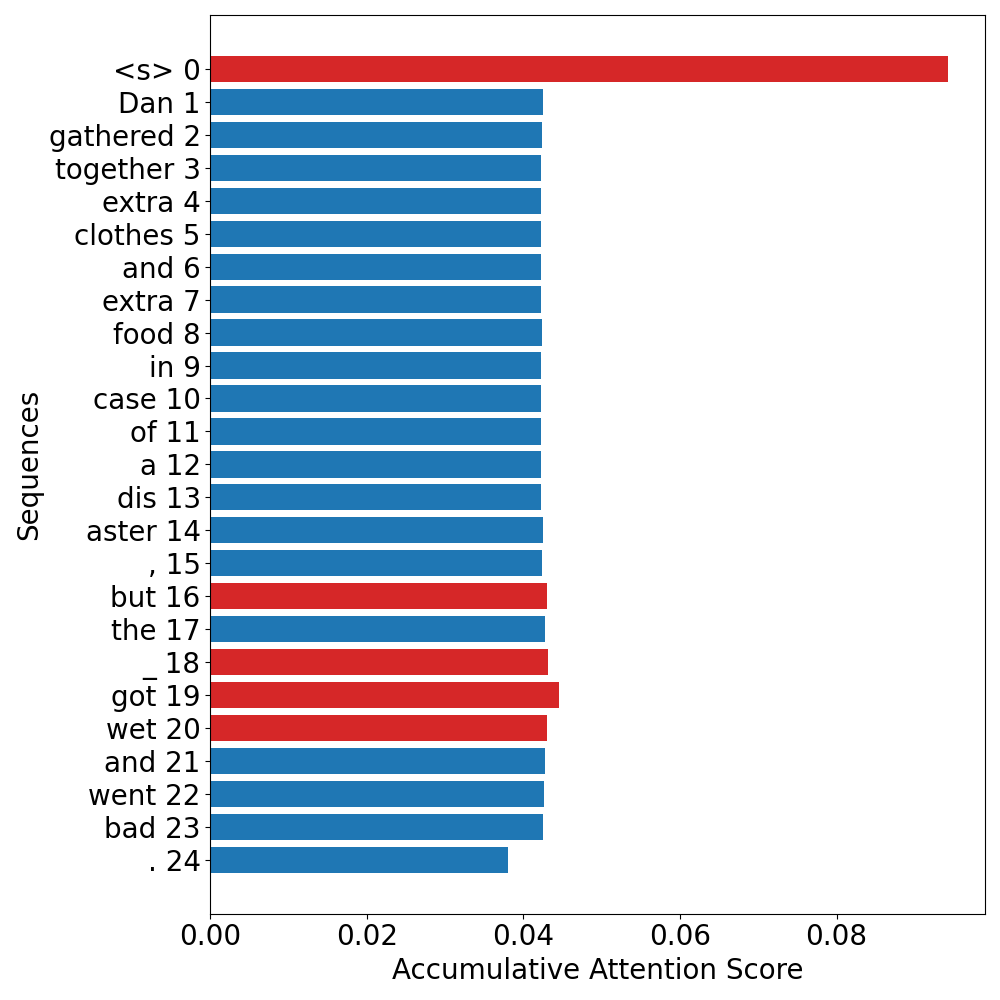 <s> 0
Dan 1
gathered 2
together 3
extra 4
clothes 5
and 6
extra 7
food 8
in 9
case 10
of 11
a 12
dis 13
aster 14
, 15
but 16
the 17
_ 18
got 19
wet 20
and 21
went 22
bad 23
. 24
Sequences
0.00 0.02 0.04 0.06 0.08
Accumulative Attention Score